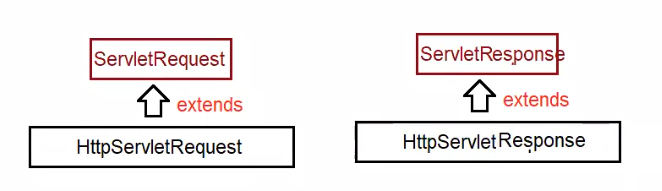 ServletRequest
extends
HttpServletRequest
ServletResponse
extends
HttpServletResponse